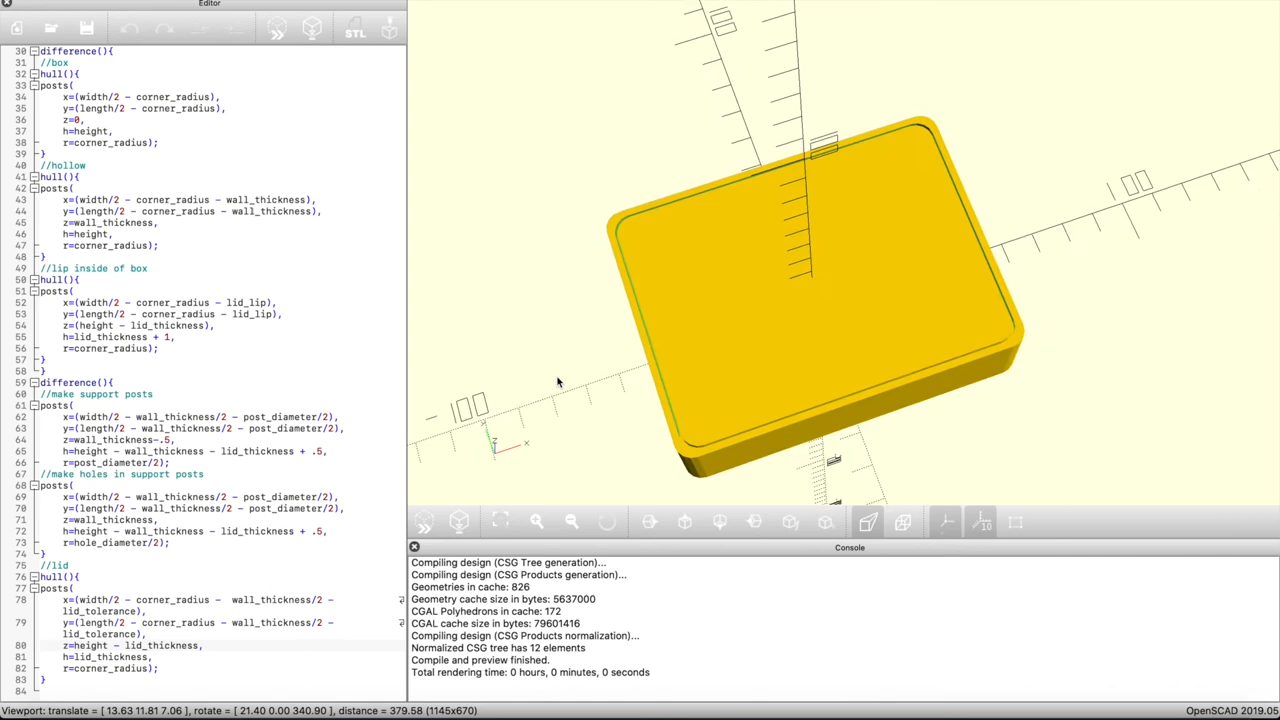 Editor
STL
30 difference(){
31 //box
32 hull(){
33 posts(
34 x=(width/2 - corner_radius),
35 y=(length/2 - corner_radius),
36 z=0,
37 h=height,
38 r=corner_radius);
39 }
40 //hollow
41 hull(){
42 posts(
43 x=(width/2 - corner_radius - wall_thickness),
44 y=(length/2 - corner_radius - wall_thickness),
45 z=wall_thickness,
46 h=height,
47 r=corner_radius);
48 }
49 //lip inside of box
50 hull(){
51 posts(
52 x=(width/2 - corner_radius - lid_lip),
53 y=(length/2 - corner_radius - lid_lip),
54 z=(height - lid_thickness),
55 h=lid_thickness + 1,
56 r=corner_radius);
57 }
58 }
59 difference(){
60 //make support posts
61 posts(
62 x=(width/2 - wall_thickness/2 - post_diameter/2),
63 y=(length/2 - wall_thickness/2 - post_diameter/2),
64 z=wall_thickness-.5,
65 h=height - wall_thickness - lid_thickness + .5,
66 r=post_diameter/2);
67 //make holes in support posts
68 posts(
69 x=(width/2 - wall_thickness/2 - post_diameter/2),
70 y=(length/2 - wall_thickness/2 - post_diameter/2),
71 z=wall_thickness,
72 h=height - wall_thickness - lid_thickness + .5,
73 r=hole_diameter/2);
74 }
75 //lid
76 hull(){
77 posts(
78 x=(width/2 - corner_radius -  wall_thickness/2 -
lid_tolerance),
79 y=(length/2 - corner_radius - wall_thickness/2 -
lid_tolerance),
80 z=height - lid_thickness,
81 h=lid_thickness,
82 r=corner_radius);
83 }
84
100
Z
X
10
Console
Compiling design (CSG Tree generation)...
Compiling design (CSG Products generation)...
Geometries in cache: 826
Geometry cache size in bytes: 5637000
CGAL Polyhedrons in cache: 172
CGAL cache size in bytes: 79601416
Compiling design (CSG Products normalization)...
Normalized CSG tree has 12 elements
Compile and preview finished.
Total rendering time: 0 hours, 0 minutes, 0 seconds
Viewport: translate = [ 13.63 11.81 7.06 ], rotate = [ 21.40 0.00 340.90 ], distance = 379.58 (1145x670)
OpenSCAD 2019.05